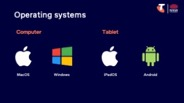 Operating systems
Computer
Tablet
MacOS
Windows
iPadOS
Android